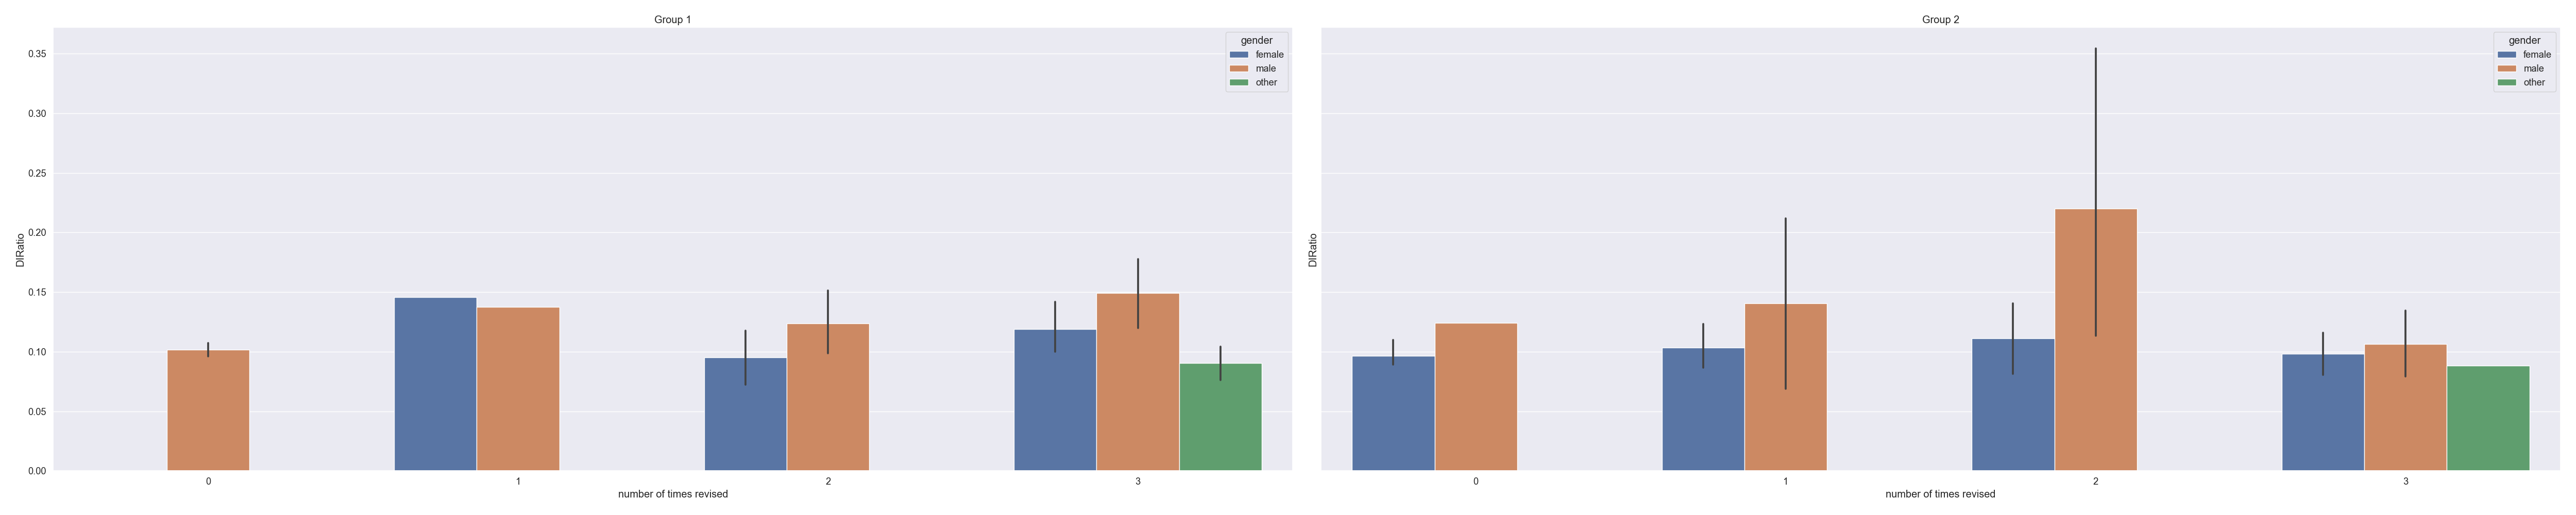 Group 1
DIRatio
0.35
0.30
0.25
0.20
0.15
0.10
0.05
0.00
0
1
2
3
number of times revised
gender
female
male
other
Group 2
DIRatio
0
1
2
3
number of times revised
gender
female
male
other